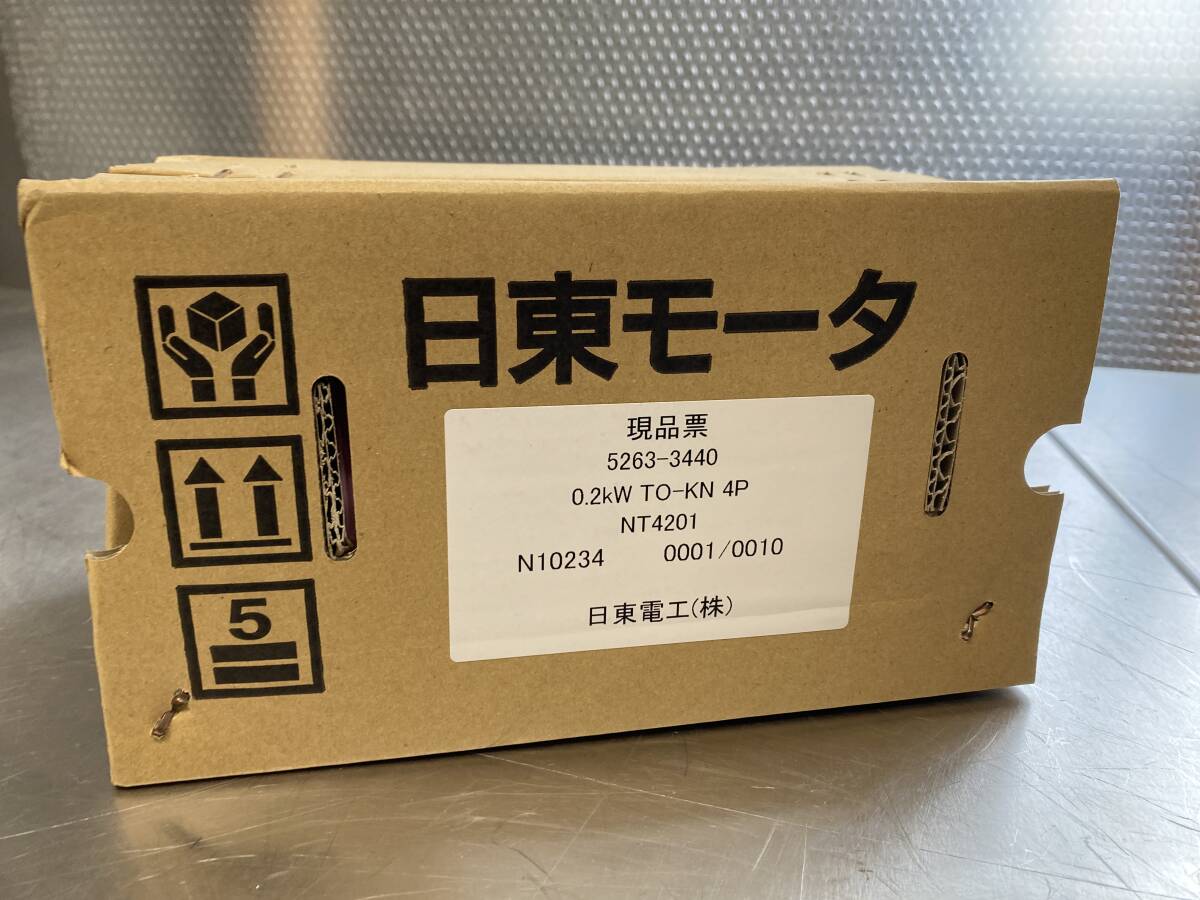 日東モータ
現品票
5263-3440
0.2kW TO-KN 4P
NT4201
N10234 0001/0010
日東電工(株)
5